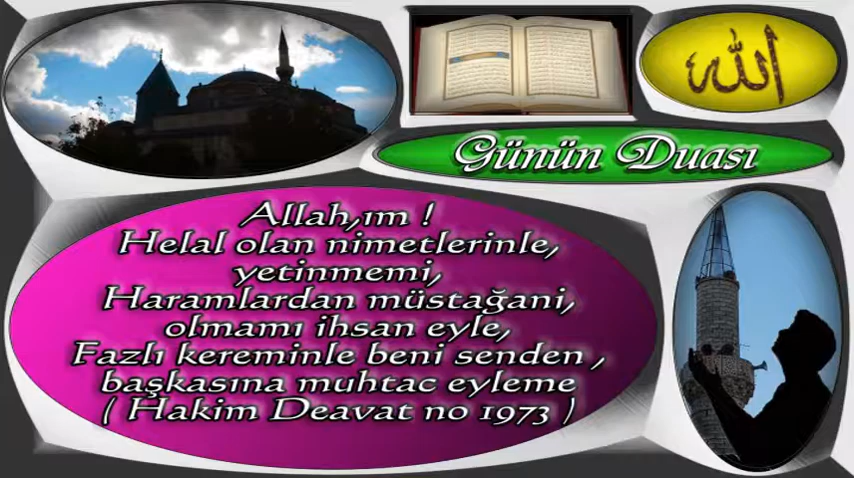 الله
Günün Duası
Allah,ım !
Helal olan nimetlerinle,
yetinmemi,
Haramlardan müstağani,
olmamı ihsan eyle,
Fazlı kereminle beni senden ,
başkasına muhtac eyleme
( Hakim Deavat no 1973 )